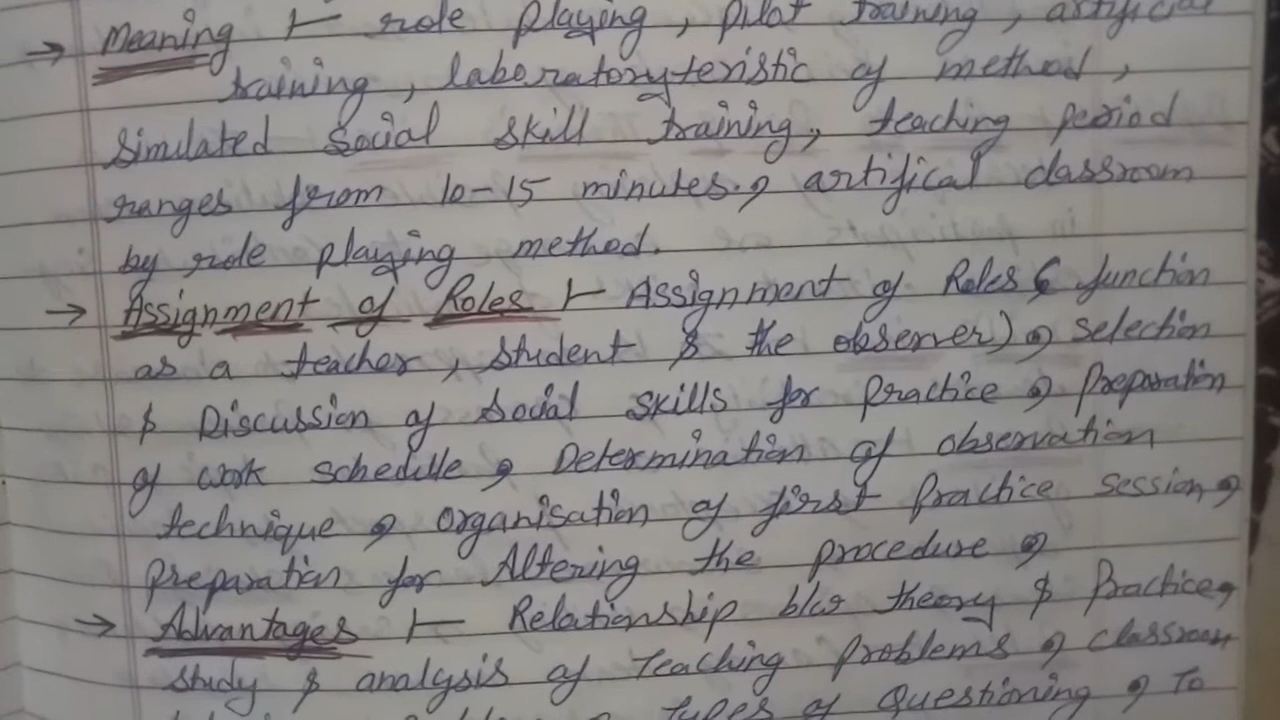 → Meaning :- role playing, pilot training, artificial
training, laboratoryteristic of method,
Simulated social skill training, teaching period
ranges from 10-15 minutes., artifical classroom
by role playing method.
→ Assignment of Roles :- Assignment of Roles ( function
as a teacher, student & the observer), selection
& Discussion of social skills for practice, preparation
of work schedule, Determination of observation
technique, organisation of first practice session,
preparation for Altering the procedure,
→ Advantages :- Relationship b/w theory & Practice,
study & analysis of Teaching problems, classroom
types of Questioning, To